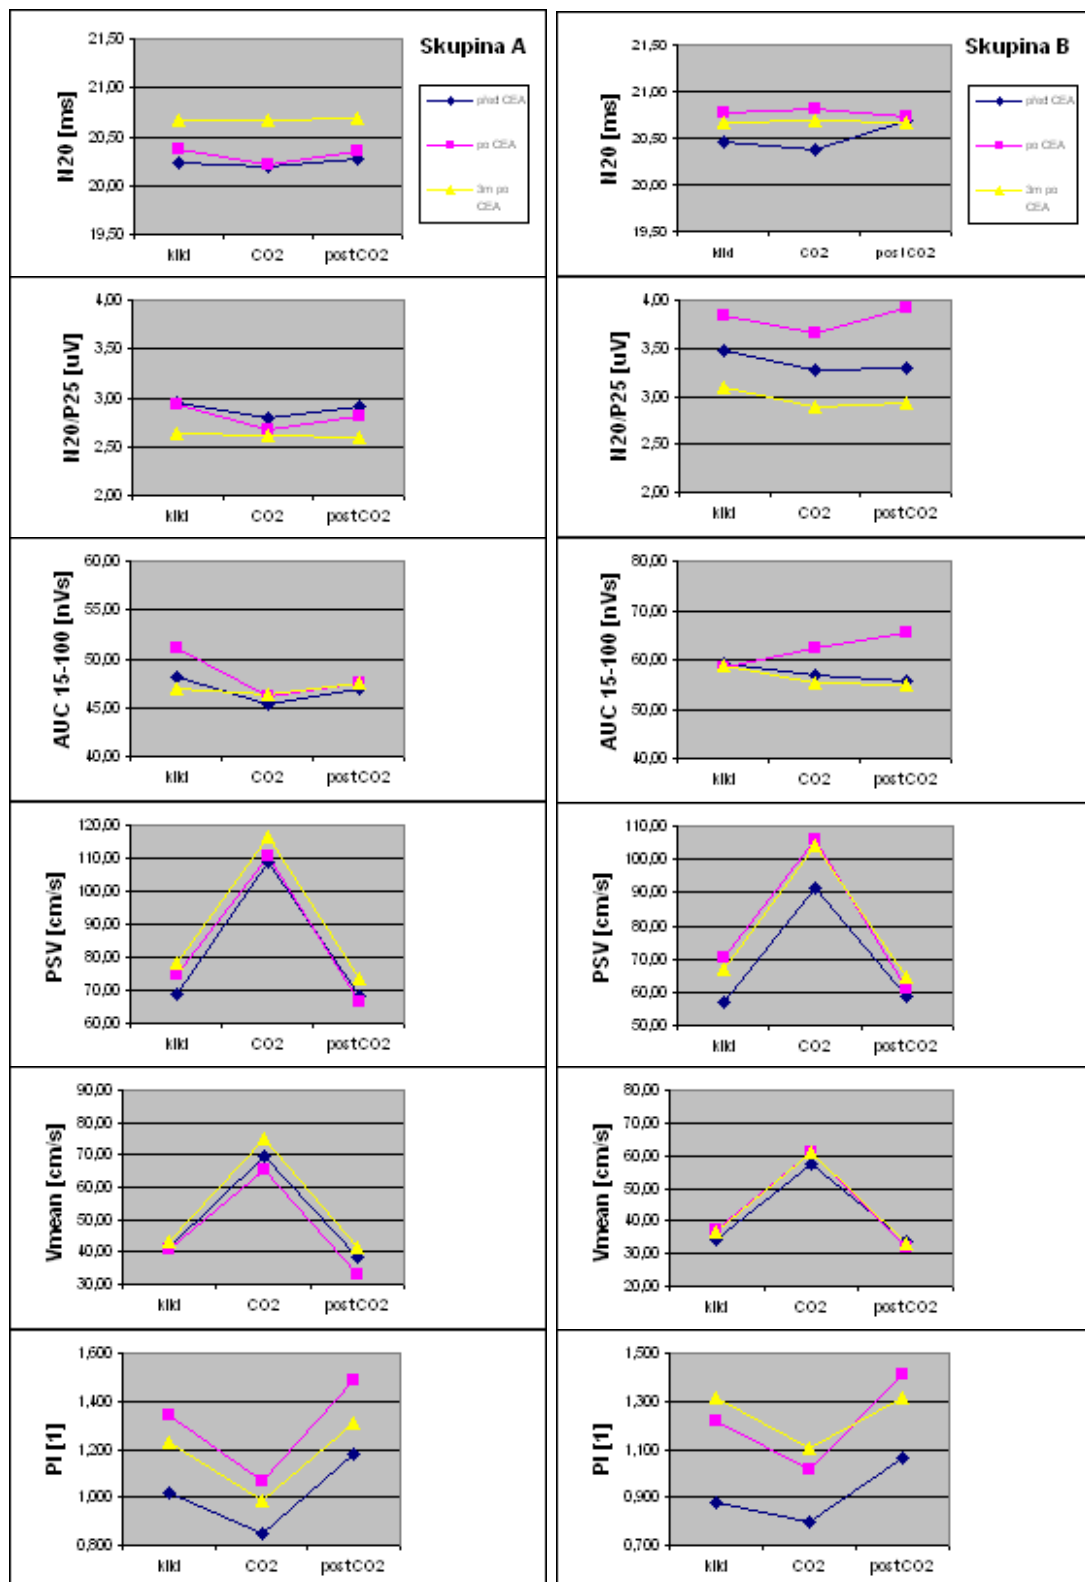 Skupina A
N20 [ms]
21,50
21,00
20,50
20,00
19,50
klid
CO2
postCO2
před CEA
po CEA
3m po
CEA
Skupina B
N20 [ms]
21,50
21,00
20,50
20,00
19,50
klid
CO2
postCO2
před CEA
po CEA
3m po
CEA
N20/P25 [uV]
4,00
3,50
3,00
2,50
2,00
klid
CO2
postCO2
N20/P25 [uV]
4,00
3,50
3,00
2,50
2,00
klid
CO2
postCO2
AUC 15-100 [nVs]
60,00
55,00
50,00
45,00
40,00
klid
CO2
postCO2
AUC 15-100 [nVs]
80,00
70,00
60,00
50,00
40,00
klid
CO2
postCO2
PSV [cm/s]
120,00
110,00
100,00
90,00
80,00
70,00
60,00
klid
CO2
postCO2
PSV [cm/s]
110,00
100,00
90,00
80,00
70,00
60,00
50,00
klid
CO2
postCO2
Vmean [cm/s]
90,00
80,00
70,00
60,00
50,00
40,00
30,00
klid
CO2
postCO2
Vmean [cm/s]
80,00
70,00
60,00
50,00
40,00
30,00
20,00
klid
CO2
postCO2
PI [1]
1,600
1,400
1,200
1,000
0,800
klid
CO2
postCO2
PI [1]
1,500
1,300
1,100
0,900
0,700
klid
CO2
postCO2